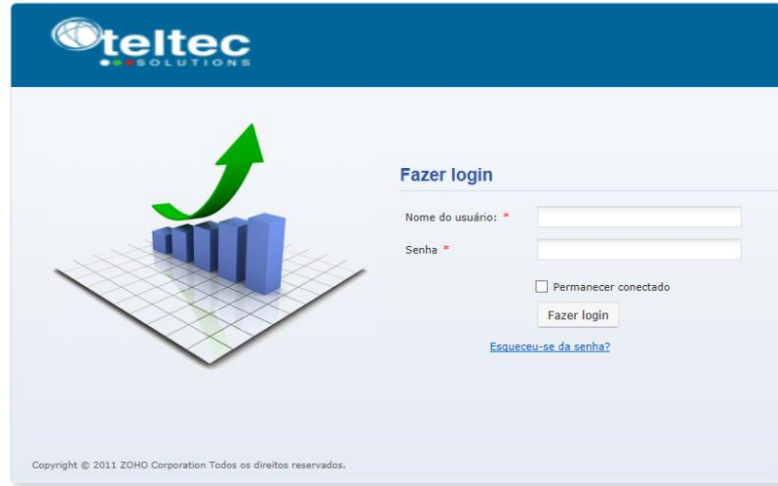 teltec
SOLUTIONS
Fazer login
Nome do usuário: *
Senha *
Permanecer conectado
Fazer login
Esqueceu-se da senha?
Copyright © 2011 ZOHO Corporation Todos os direitos reservados.